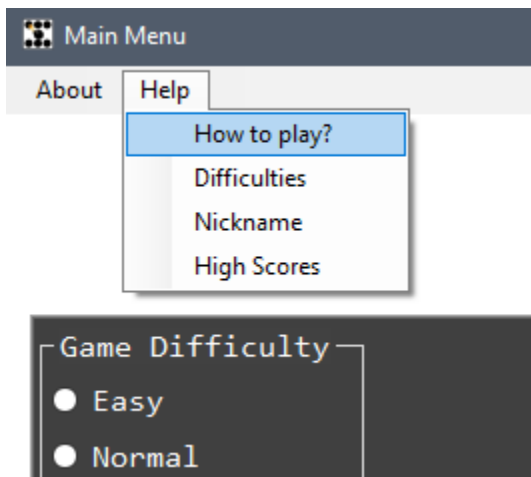 Main Menu
About Help
How to play?
Difficulties
Nickname
High Scores
Game Difficulty
Easy
Normal